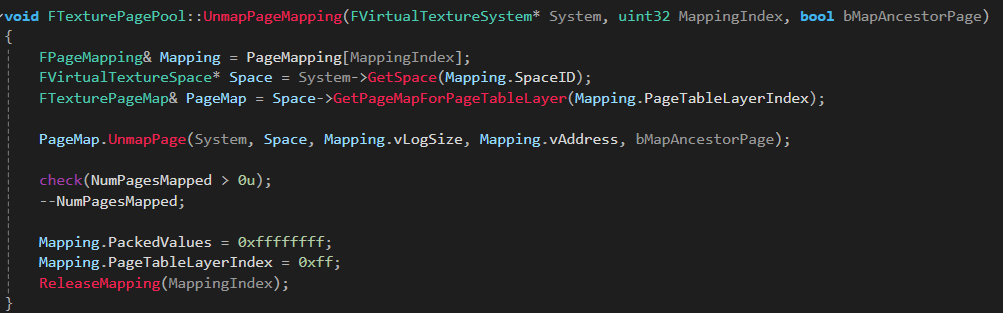 void FTexturePagePool::UnmapPageMapping(FVirtualTextureSystem* System, uint32 MappingIndex, bool bMapAncestorPage)
{
FPageMapping& Mapping = PageMapping[MappingIndex];
FVirtualTextureSpace* Space = System->GetSpace(Mapping.SpaceID);
FTexturePageMap& PageMap = Space->GetPageMapForPageTableLayer(Mapping.PageTableLayerIndex);
PageMap.UnmapPage(System, Space, Mapping.vLogSize, Mapping.vAddress, bMapAncestorPage);
check(NumPagesMapped > 0u);
--NumPagesMapped;
Mapping.PackedValues = 0xffffffff;
Mapping.PageTableLayerIndex = 0xff;
ReleaseMapping(MappingIndex);
}